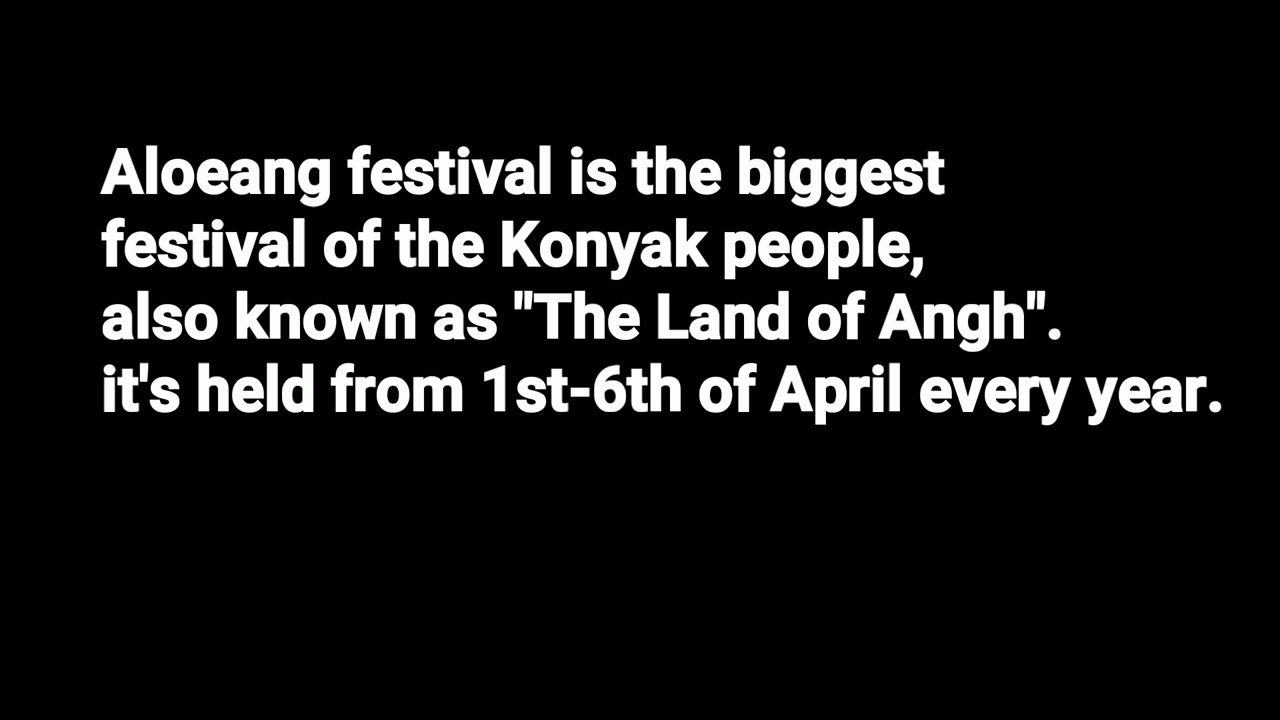 Aloeang festival is the biggest
festival of the Konyak people,
also known as "The Land of Angh".
it's held from 1st-6th of April every year.